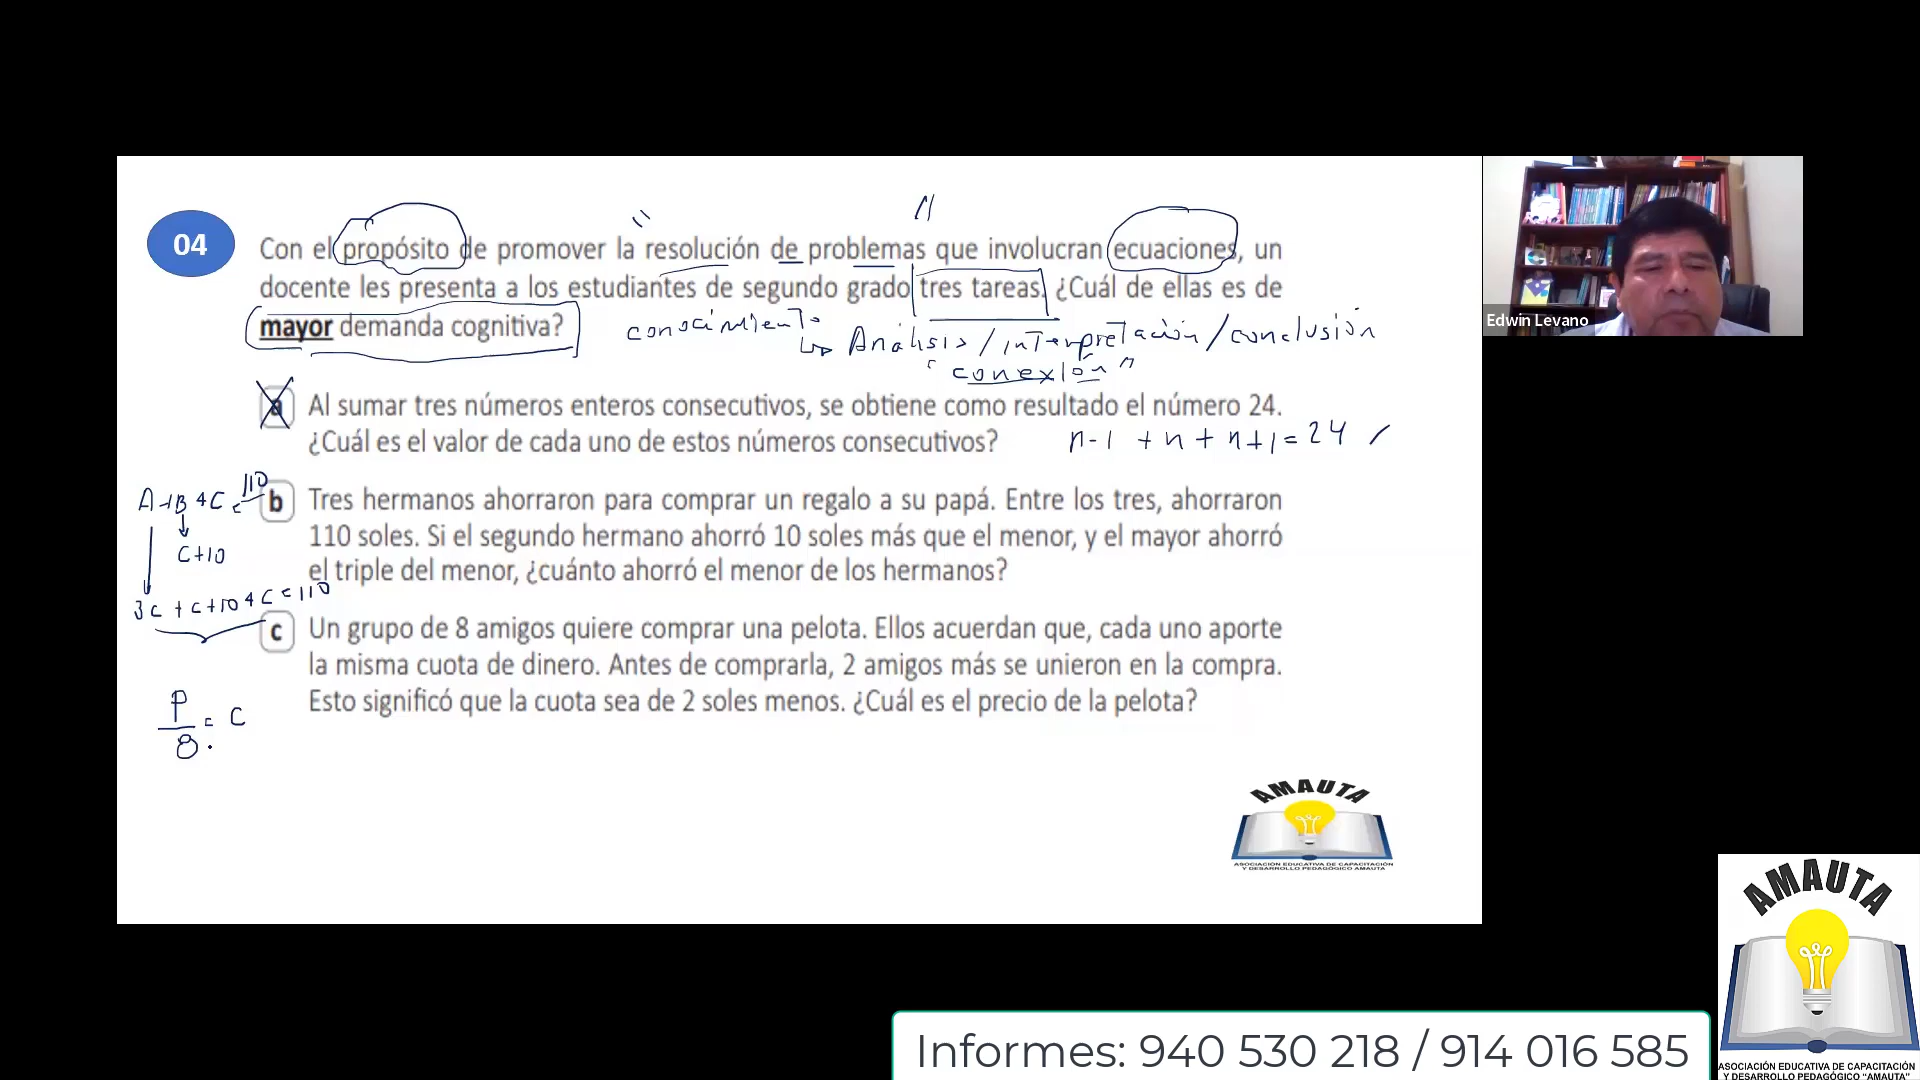 04
Con el propósito de promover la resolución de problemas que involucran ecuaciones, un
docente les presenta a los estudiantes de segundo grado tres tareas. ¿Cuál de ellas es de
mayor demanda cognitiva?
conocimiento
Análisis / interpretación / conclusión
"conexión"
a Al sumar tres números enteros consecutivos, se obtiene como resultado el número 24.
¿Cuál es el valor de cada uno de estos números consecutivos?
n-1 + n + n+1 = 24
A+B+C = 110
C+10
3C + C+10+C = 110
b Tres hermanos ahorraron para comprar un regalo a su papá. Entre los tres, ahorraron
110 soles. Si el segundo hermano ahorró 10 soles más que el menor, y el mayor ahorró
el triple del menor, ¿cuánto ahorró el menor de los hermanos?
c Un grupo de 8 amigos quiere comprar una pelota. Ellos acuerdan que, cada uno aporte
la misma cuota de dinero. Antes de comprarla, 2 amigos más se unieron en la compra.
Esto significó que la cuota sea de 2 soles menos. ¿Cuál es el precio de la pelota?
P
8
= C
Edwin Levano
AMAUTA
ASOCIACIÓN EDUCATIVA DE CAPACITACIÓN
Y DESARROLLO PEDAGÓGICO AMAUTA
AMAUTA
ASOCIACIÓN EDUCATIVA DE CAPACITACIÓN
Y DESARROLLO PEDAGÓGICO "AMAUTA"
Informes: 940 530 218 / 914 016 585